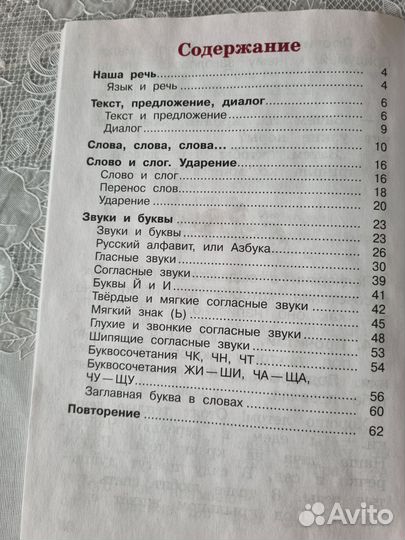 Содержание
Наша речь 4
Язык и речь 4
Текст, предложение, диалог 6
Текст и предложение 6
Диалог 9
Слова, слова, слова... 10
Слово и слог. Ударение 16
Слово и слог 16
Перенос слов 18
Ударение 20
Звуки и буквы 23
Звуки и буквы 23
Русский алфавит, или Азбука 26
Гласные звуки 30
Согласные звуки 39
Буквы Й и И 41
Твёрдые и мягкие согласные звуки 42
Мягкий знак (Ь) 45
Глухие и звонкие согласные звуки 48
Шипящие согласные звуки 53
Буквосочетания ЧК, ЧН, ЧТ 54
Буквосочетания ЖИ—ШИ, ЧА—ЩА,
ЧУ—ЩУ 56
Заглавная буква в словах 60
Повторение 62
Avito